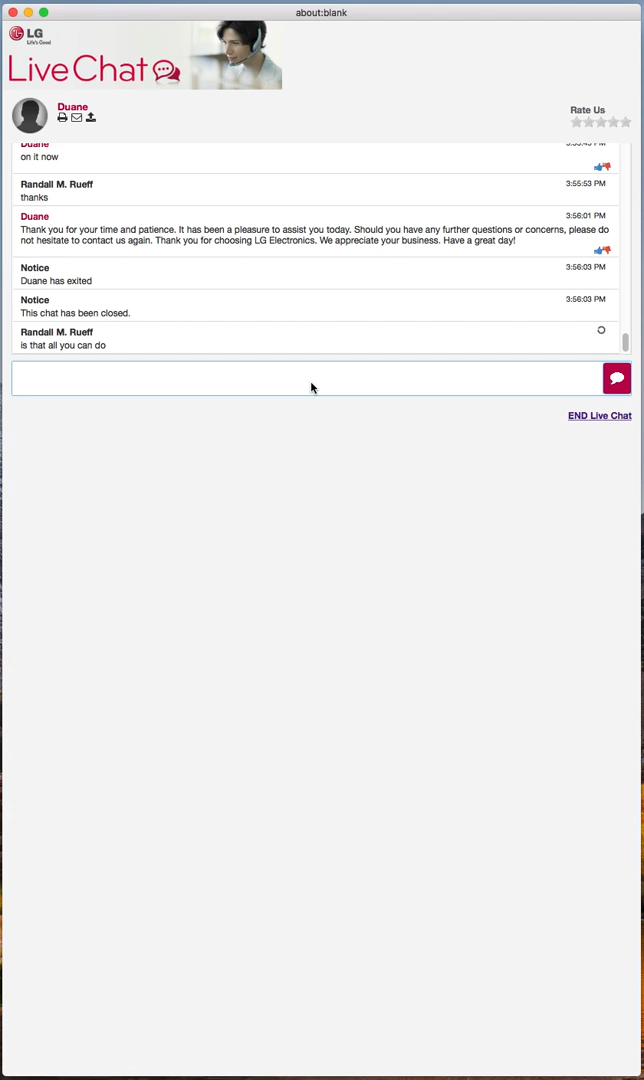 about:blank
LG
Life's Good
LiveChat
Duane
Rate Us
Duane
on it now
Randall M. Rueff 3:55:53 PM
thanks
Duane 3:56:01 PM
Thank you for your time and patience. It has been a pleasure to assist you today. Should you have any further questions or concerns, please do
not hesitate to contact us again. Thank you for choosing LG Electronics. We appreciate your business. Have a great day!
Notice 3:56:03 PM
Duane has exited
Notice 3:56:03 PM
This chat has been closed.
Randall M. Rueff
is that all you can do
END Live Chat